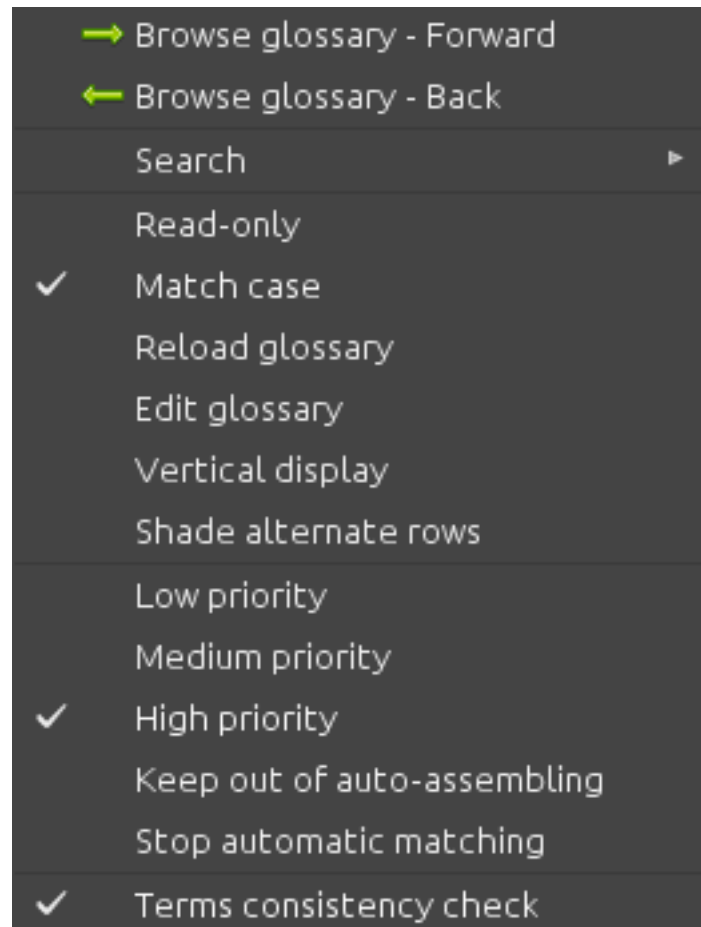 Browse glossary - Forward
Browse glossary - Back
Search
Read-only
Match case
Reload glossary
Edit glossary
Vertical display
Shade alternate rows
Low priority
Medium priority
High priority
Keep out of auto-assembling
Stop automatic matching
Terms consistency check